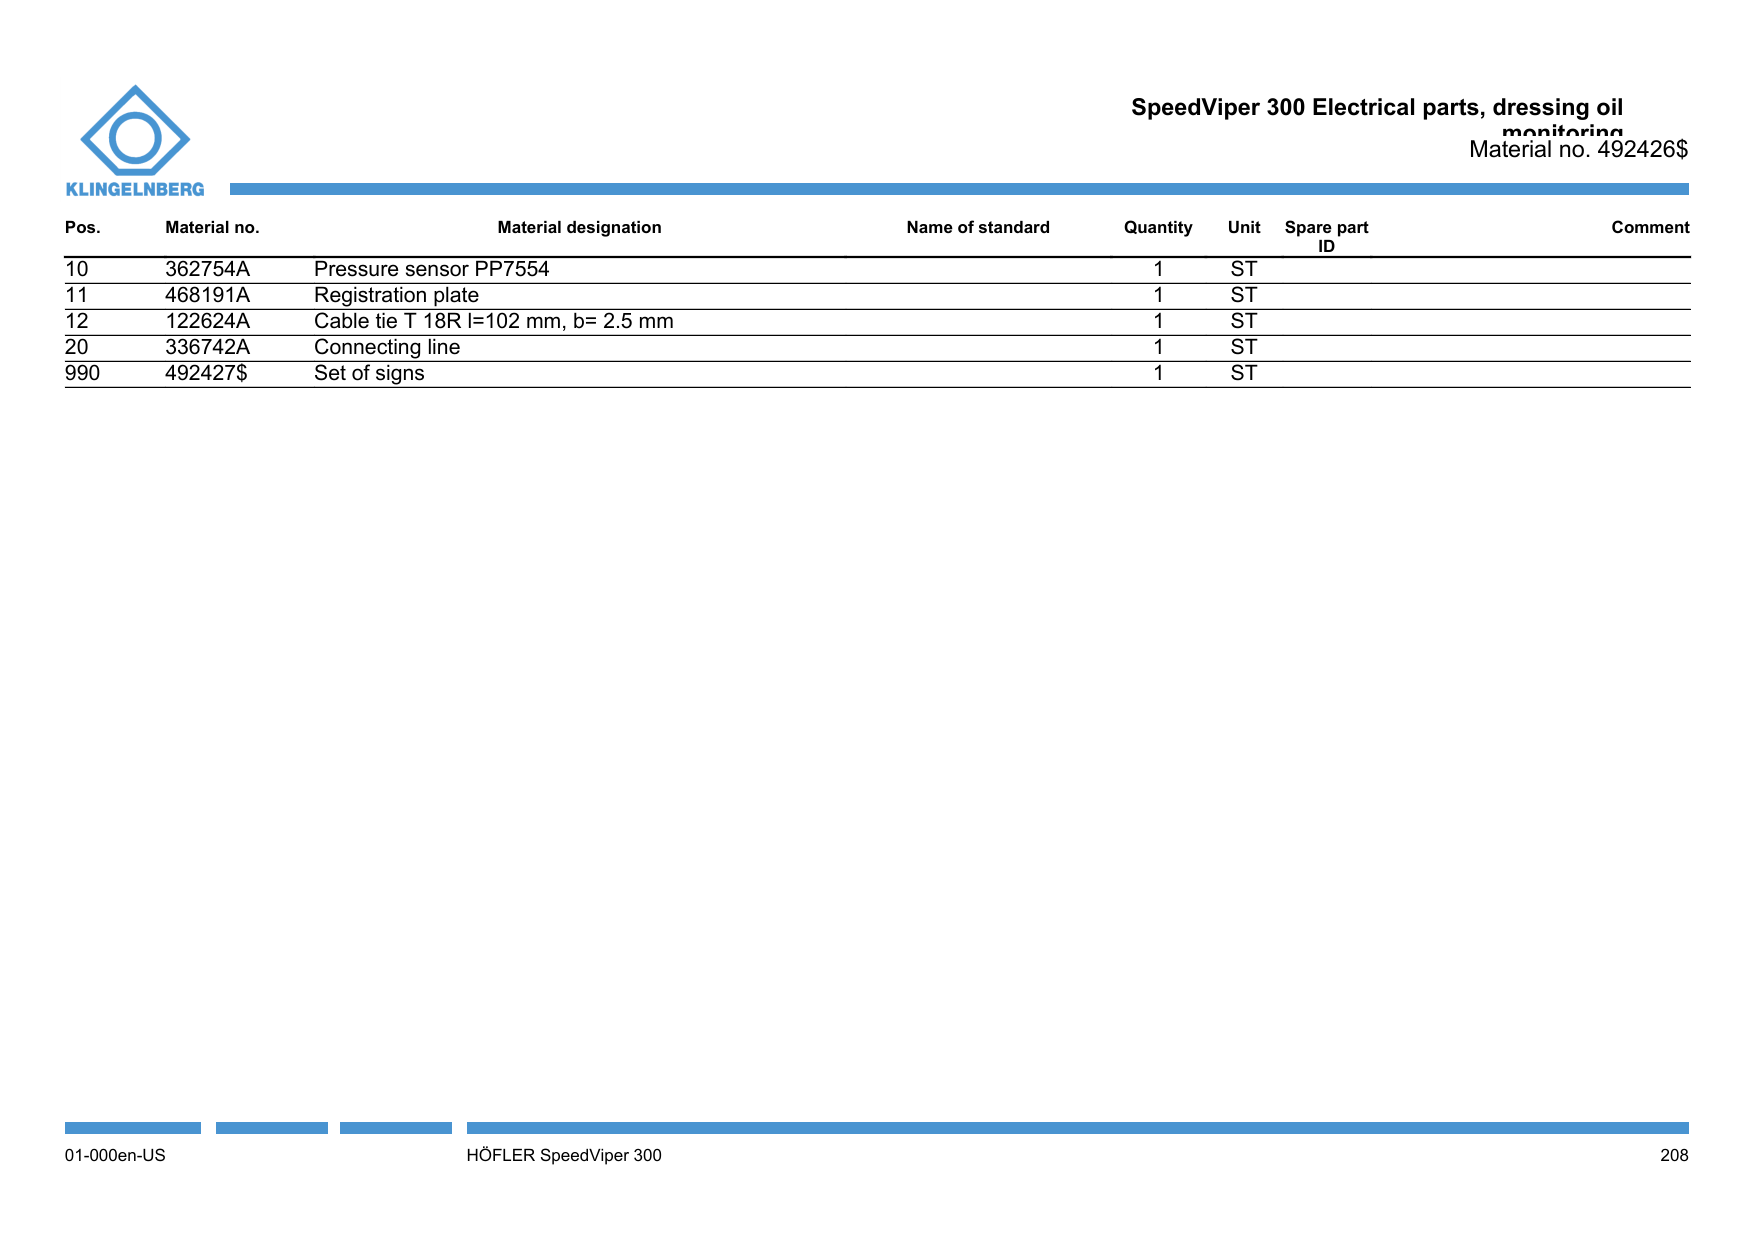 SpeedViper 300 Electrical parts, dressing oil
monitoring
Material no. 492426$
KLINGELNBERG
Pos. Material no. Material designation Name of standard Quantity Unit Spare part ID Comment
10 362754A Pressure sensor PP7554 1 ST
11 468191A Registration plate 1 ST
12 122624A Cable tie T 18R l=102 mm, b= 2.5 mm 1 ST
20 336742A Connecting line 1 ST
990 492427$ Set of signs 1 ST
01-000en-US HÖFLER SpeedViper 300 208